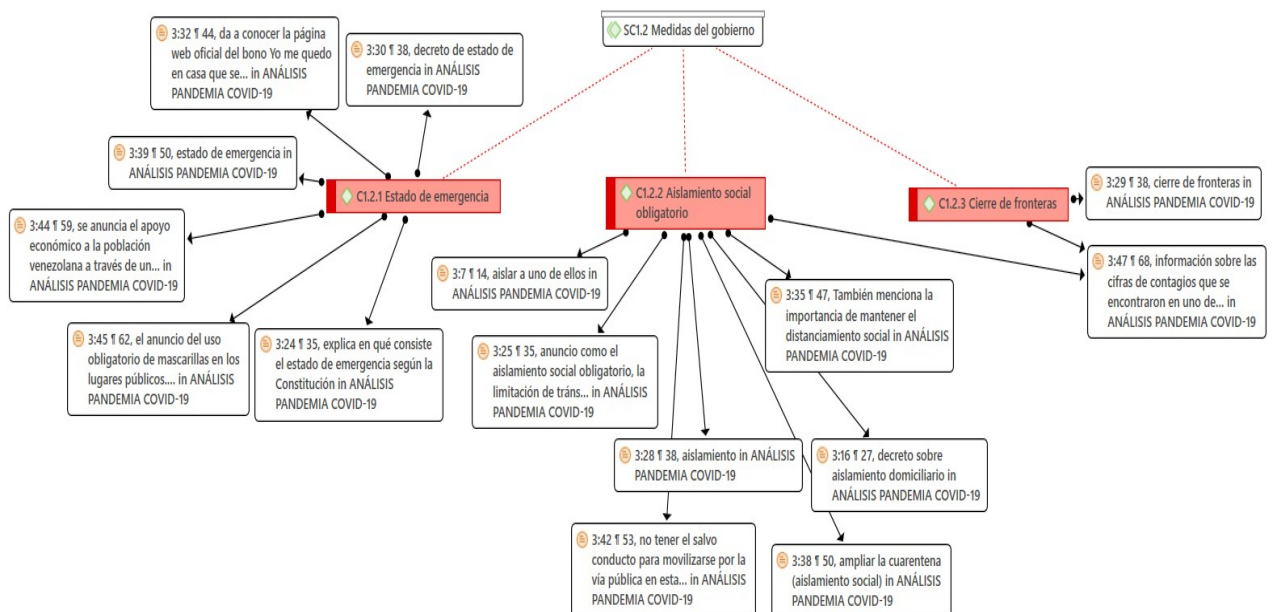 SC1.2 Medidas del gobierno
3:32 ¶ 44, da a conocer la página
web oficial del bono Yo me quedo
en casa que se... in ANÁLISIS
PANDEMIA COVID-19
3:30 ¶ 38, decreto de estado de
emergencia in ANÁLISIS
PANDEMIA COVID-19
3:39 ¶ 50, estado de emergencia in
ANÁLISIS PANDEMIA COVID-19
C1.2.1 Estado de emergencia
C1.2.2 Aislamiento social
obligatorio
C1.2.3 Cierre de fronteras
3:29 ¶ 38, cierre de fronteras in
ANÁLISIS PANDEMIA COVID-19
3:44 ¶ 59, se anuncia el apoyo
económico a la población
venezolana a través de un... in
ANÁLISIS PANDEMIA COVID-19
3:7 ¶ 14, aislar a uno de ellos in
ANÁLISIS PANDEMIA COVID-19
3:47 ¶ 68, información sobre las
cifras de contagios que se
encontraron en uno de... in
ANÁLISIS PANDEMIA COVID-19
3:45 ¶ 62, el anuncio del uso
obligatorio de mascarillas en los
lugares públicos.... in ANÁLISIS
PANDEMIA COVID-19
3:24 ¶ 35, explica en qué consiste
el estado de emergencia según la
Constitución in ANÁLISIS
PANDEMIA COVID-19
3:25 ¶ 35, anuncio como el
aislamiento social obligatorio, la
limitación de tráns... in ANÁLISIS
PANDEMIA COVID-19
3:35 ¶ 47, También menciona la
importancia de mantener el
distanciamiento social in ANÁLISIS
PANDEMIA COVID-19
3:28 ¶ 38, aislamiento in ANÁLISIS
PANDEMIA COVID-19
3:16 ¶ 27, decreto sobre
aislamiento domiciliario in
ANÁLISIS PANDEMIA COVID-19
3:42 ¶ 53, no tener el salvo
conducto para movilizarse por la
vía pública en esta... in ANÁLISIS
PANDEMIA COVID-19
3:38 ¶ 50, ampliar la cuarentena
(aislamiento social) in ANÁLISIS
PANDEMIA COVID-19